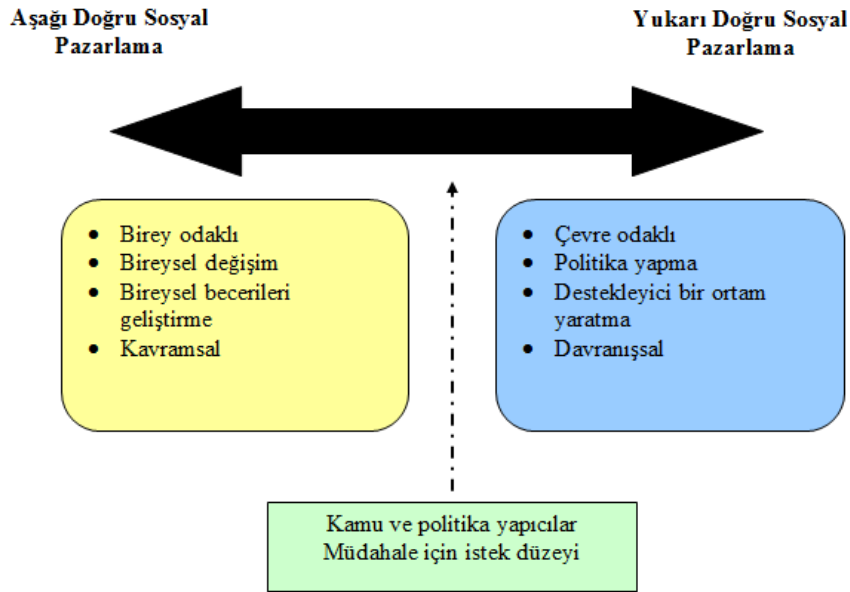 Aşağı Doğru Sosyal
Pazarlama
Yukarı Doğru Sosyal
Pazarlama
• Birey odaklı
• Bireysel değişim
• Bireysel becerileri
geliştirme
• Kavramsal
• Çevre odaklı
• Politika yapma
• Destekleyici bir ortam
yaratma
• Davranışsal
Kamu ve politika yapıcılar
Müdahale için istek düzeyi